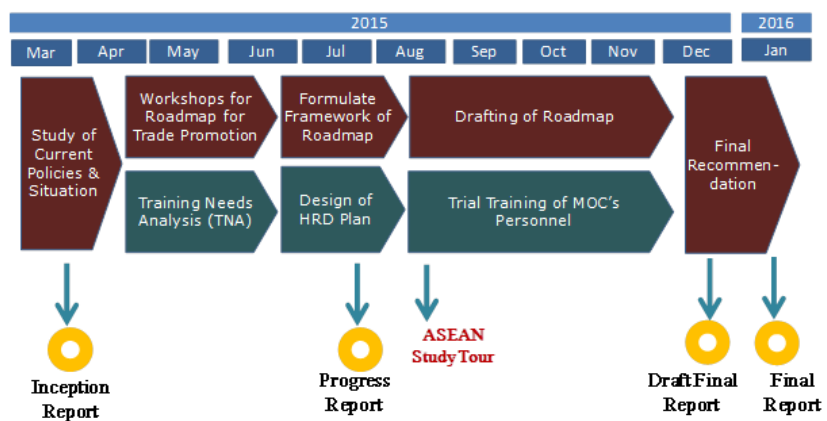 2015
2016
Mar
Apr
May
Jun
Jul
Aug
Sep
Oct
Nov
Dec
Jan
Study of
Current
Policies &
Situation
Workshops for
Roadmap for
Trade Promotion
Formulate
Framework of
Roadmap
Drafting of Roadmap
Training Needs
Analysis (TNA)
Design of
HRD Plan
Trial Training of MOC’s
Personnel
Final
Recommen-
dation
Inception
Report
Progress
Report
ASEAN
Study Tour
Draft Final
Report
Final
Report